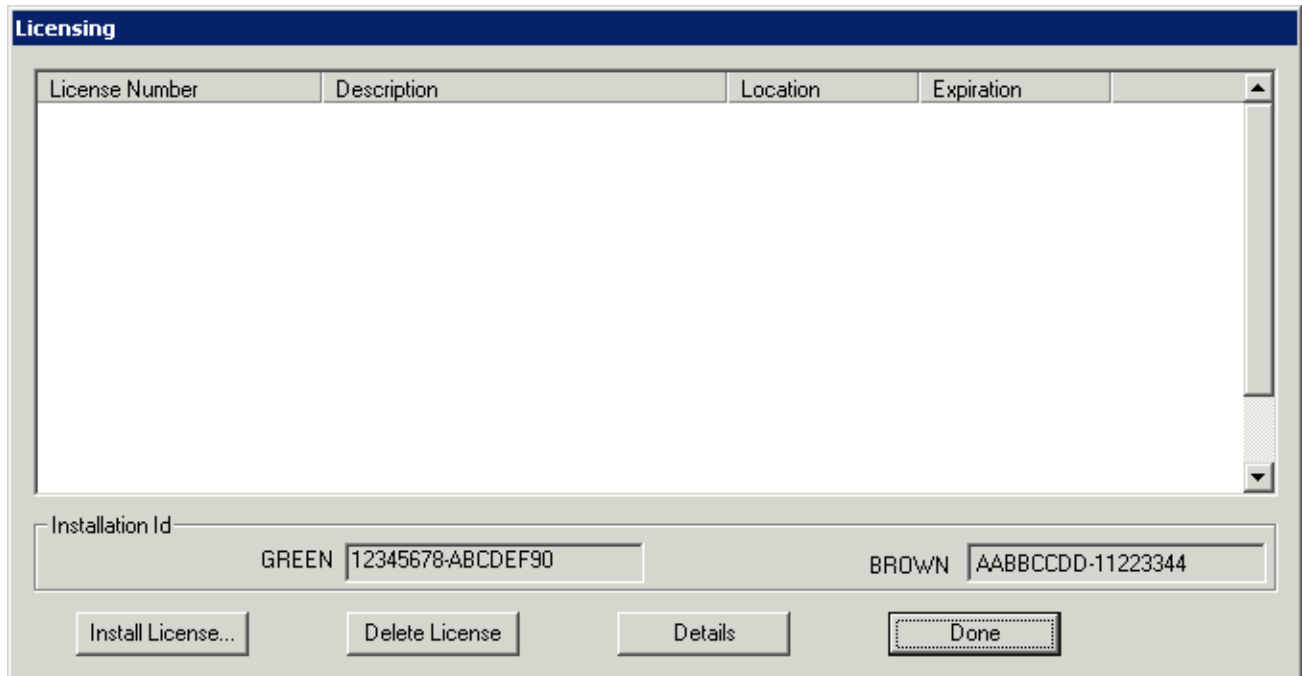 Licensing
License Number Description Location Expiration
Installation Id
GREEN 12345678-ABCDEF90 BROWN AABBCCDD-11223344
Install License... Delete License Details Done